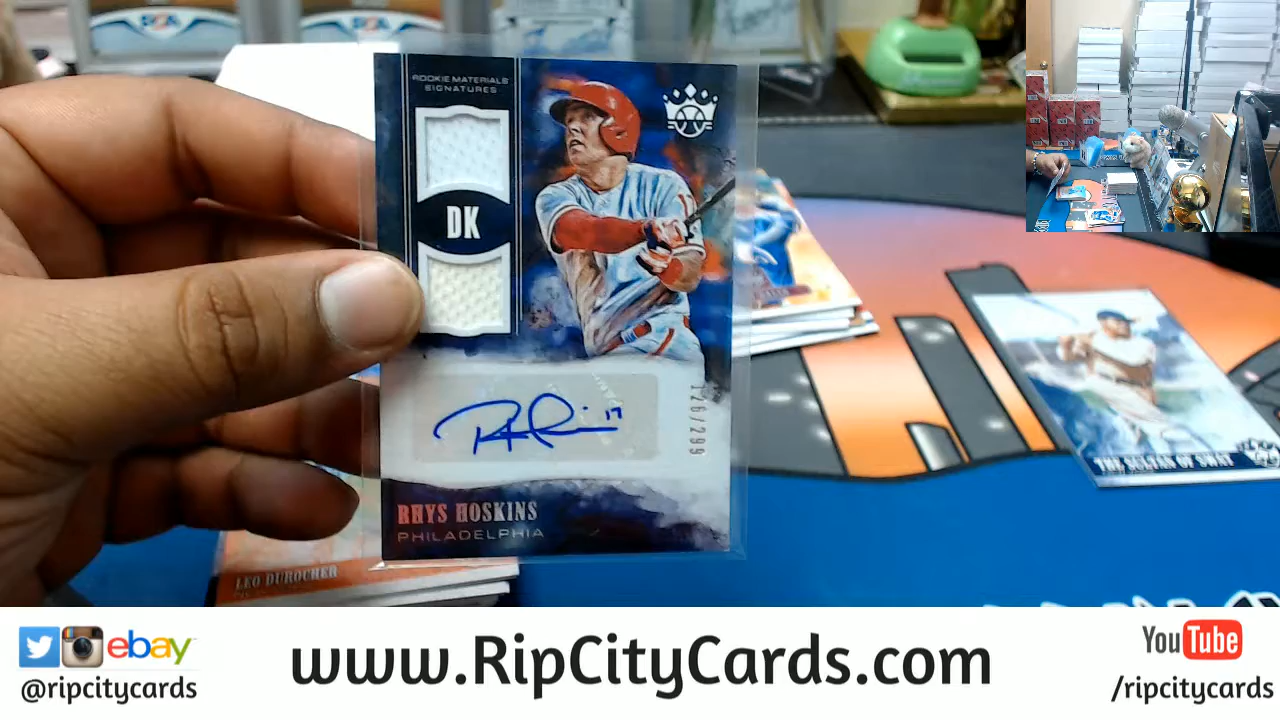 ROOKIE MATERIALS
SIGNATURES
DK
17
126/299
RHYS HOSKINS
PHILADELPHIA
LEO DUROCHER
THE SULTAN OF SWAT
ebay
@ripcitycards
www.RipCityCards.com
YouTube
/ripcitycards